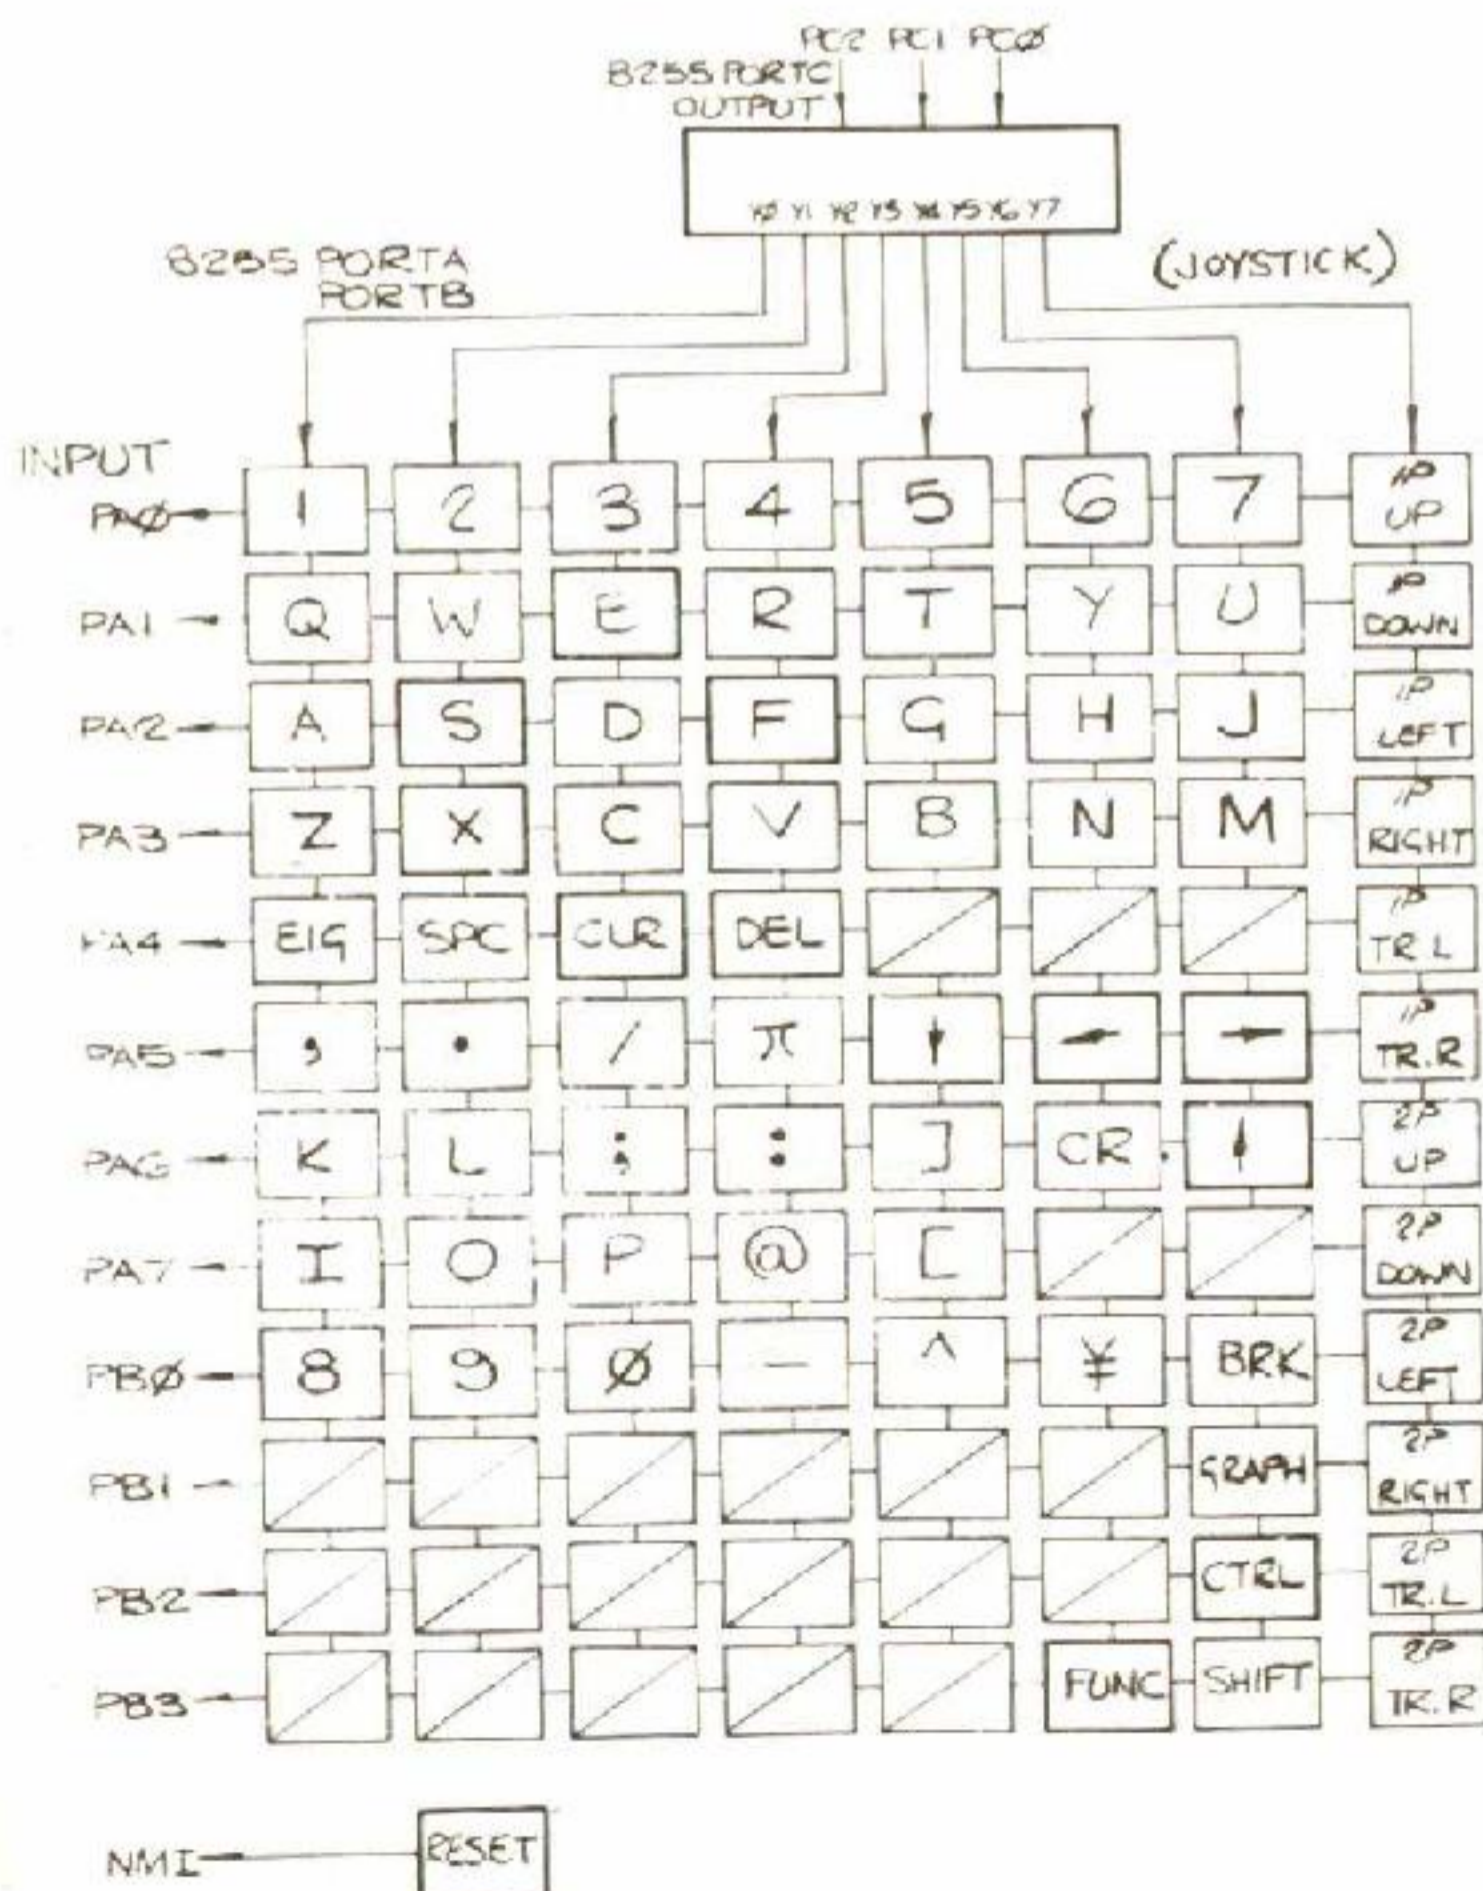 PC2 PC1 PCØ
8255 PORTC
OUTPUT
YØ Y1 Y2 Y3 Y4 Y5 Y6 Y7
8255 PORTA
PORTB
(JOYSTICK)
INPUT
PAØ 1 2 3 4 5 6 7 1P UP
PA1 Q W E R T Y U 1P DOWN
PA2 A S D F G H J 1P LEFT
PA3 Z X C V B N M 1P RIGHT
PA4 EIG SPC CLR DEL 1P TR.L
PA5 , . / π ↓ ← → 1P TR.R
PA6 K L ; : ] CR 2P UP
PA7 I O P @ [ 2P DOWN
PBØ 8 9 Ø - ^ ¥ BRK 2P LEFT
PB1 GRAPH 2P RIGHT
PB2 CTRL 2P TR.L
PB3 FUNC SHIFT 2P TR.R
NMI RESET